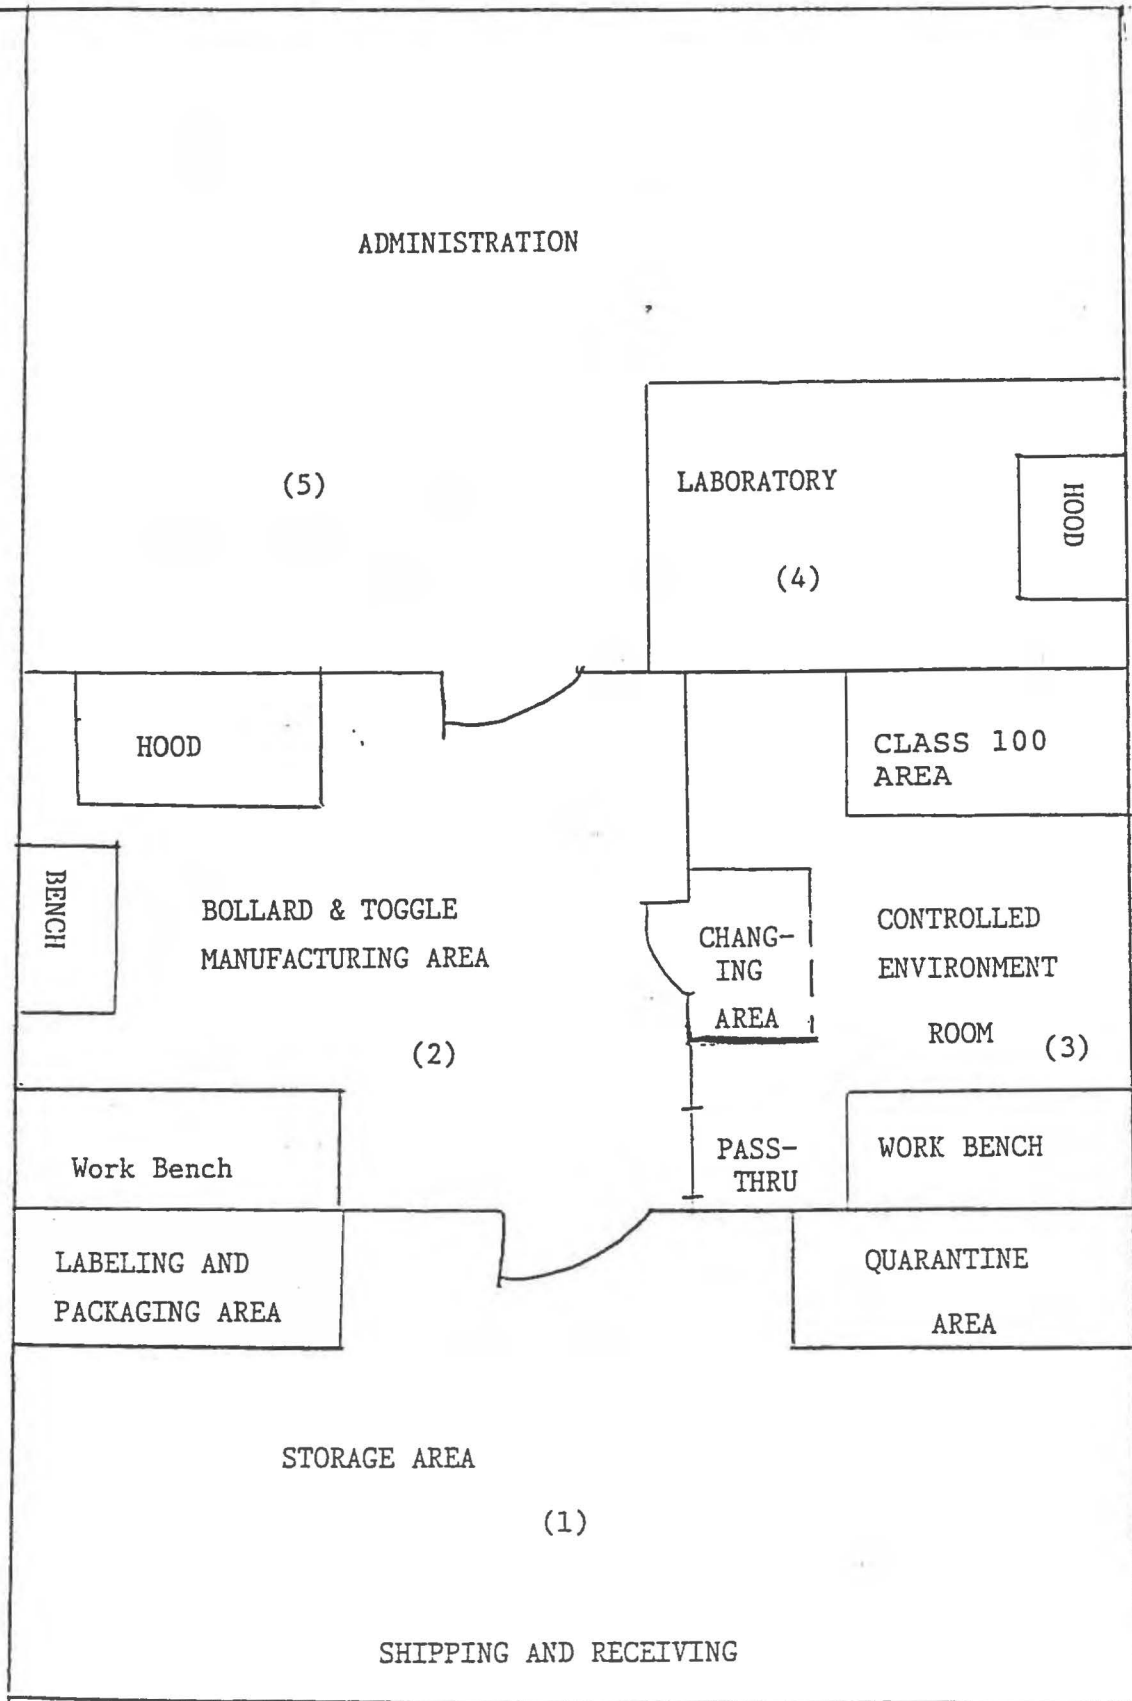 ADMINISTRATION
(5)
LABORATORY
(4)
HOOD
HOOD
CLASS 100
AREA
BENCH
BOLLARD & TOGGLE
MANUFACTURING AREA
(2)
CHANG-
ING
AREA
CONTROLLED
ENVIRONMENT
ROOM (3)
Work Bench
PASS-
THRU
WORK BENCH
LABELING AND
PACKAGING AREA
QUARANTINE
AREA
STORAGE AREA
(1)
SHIPPING AND RECEIVING